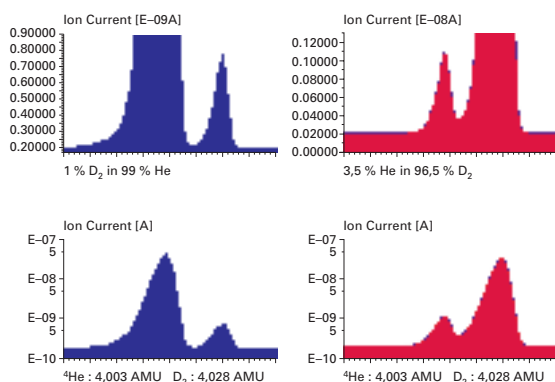 Ion Current [E–09A]
0.90000
0.80000
0.70000
0.60000
0.50000
0.40000
0.30000
0.20000
1 % D₂ in 99 % He
Ion Current [E–08A]
0.12000
0.10000
0.08000
0.06000
0.04000
0.02000
0.00000
3,5 % He in 96,5 % D₂
Ion Current [A]
E–07
5
E–08
5
E–09
5
E–10
⁴He : 4,003 AMU D₂ : 4,028 AMU
Ion Current [A]
E–07
5
E–08
5
E–09
5
E–10
⁴He : 4,003 AMU D₂ : 4,028 AMU